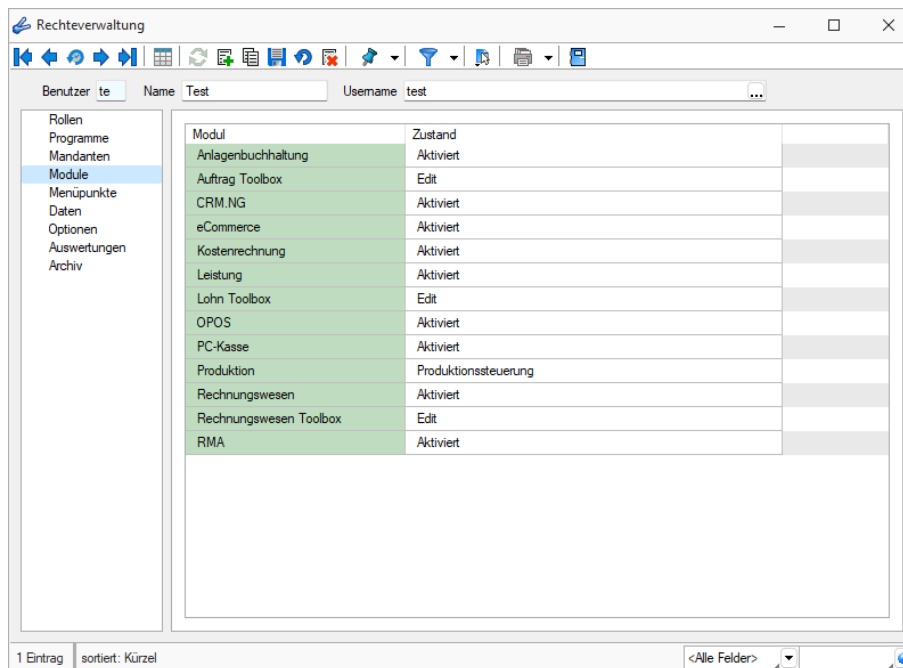 Rechteverwaltung
Benutzer te Name Test Username test ...
Rollen
Programme
Mandanten
Module
Menüpunkte
Daten
Optionen
Auswertungen
Archiv
Modul Zustand
Anlagenbuchhaltung Aktiviert
Auftrag Toolbox Edit
CRM.NG Aktiviert
eCommerce Aktiviert
Kostenrechnung Aktiviert
Leistung Aktiviert
Lohn Toolbox Edit
OPOS Aktiviert
PC-Kasse Aktiviert
Produktion Produktionssteuerung
Rechnungswesen Aktiviert
Rechnungswesen Toolbox Edit
RMA Aktiviert
1 Eintrag sortiert: Kürzel <Alle Felder>